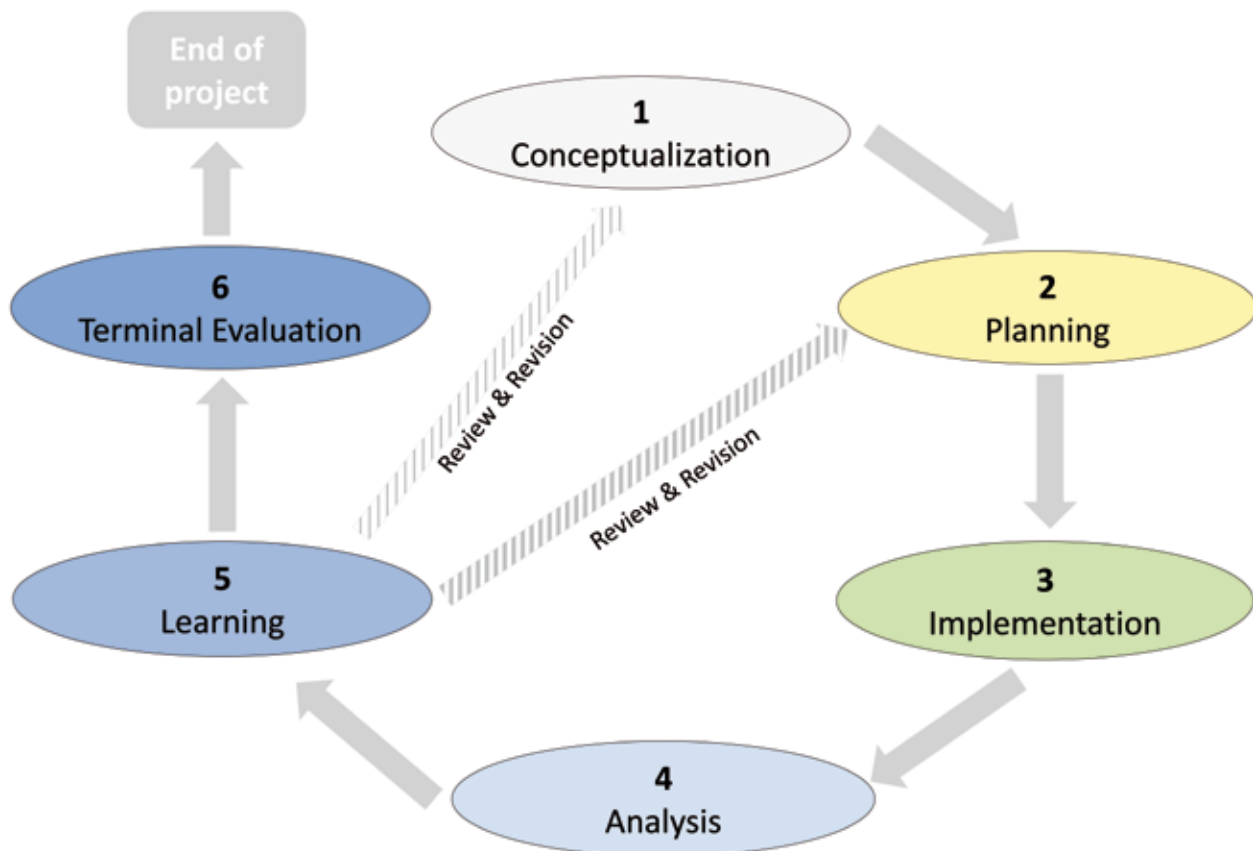 End of
project
1
Conceptualization
2
Planning
3
Implementation
4
Analysis
5
Learning
6
Terminal Evaluation
Review & Revision
Review & Revision